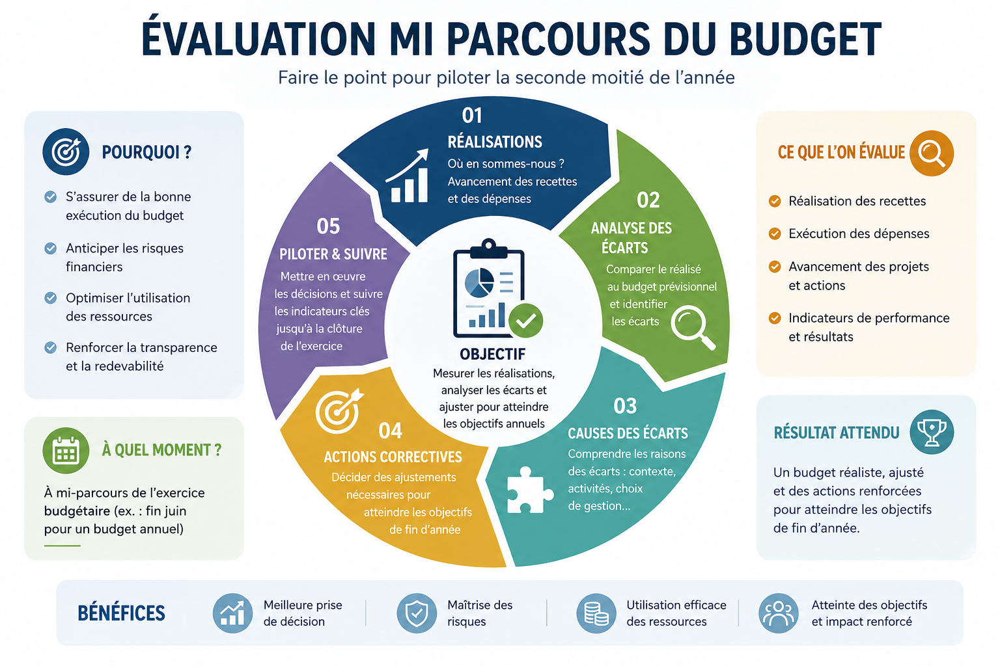 ÉVALUATION MI PARCOURS DU BUDGET
Faire le point pour piloter la seconde moitié de l'année
POURQUOI ?
S'assurer de la bonne
exécution du budget
Anticiper les risques
financiers
Optimiser l'utilisation
des ressources
Renforcer la transparence
et la redevabilité
À QUEL MOMENT ?
À mi-parcours de l'exercice
budgétaire (ex. : fin juin
pour un budget annuel)
01
RÉALISATIONS
Où en sommes-nous ?
Avancement des recettes
et des dépenses
02
ANALYSE DES
ÉCARTS
Comparer le réalisé
au budget prévisionnel
et identifier
les écarts
03
CAUSES DES ÉCARTS
Comprendre les raisons
des écarts : contexte,
activités, choix
de gestion...
04
ACTIONS CORRECTIVES
Décider des ajustements
nécessaires pour
atteindre les objectifs
de fin d'année
05
PILOTER & SUIVRE
Mettre en œuvre
les décisions et suivre
les indicateurs clés
jusqu'à la clôture
de l'exercice
OBJECTIF
Mesurer les réalisations,
analyser les écarts et
ajuster pour atteindre
les objectifs annuels
CE QUE L'ON ÉVALUE
Réalisation des recettes
Exécution des dépenses
Avancement des projets
et actions
Indicateurs de performance
et résultats
RÉSULTAT ATTENDU
Un budget réaliste, ajusté
et des actions renforcées
pour atteindre les objectifs
de fin d'année.
BÉNÉFICES
Meilleure prise
de décision
Maîtrise des
risques
Utilisation efficace
des ressources
Atteinte des objectifs
et impact renforcé